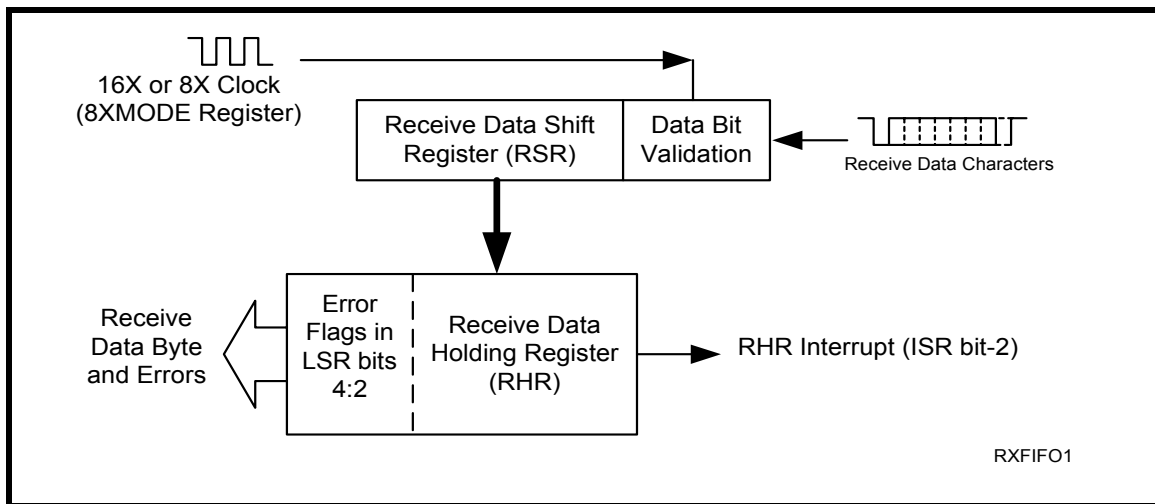 16X or 8X Clock
(8XMODE Register)
Receive Data Shift
Register (RSR)
Data Bit
Validation
Receive Data Characters
Receive
Data Byte
and Errors
Error
Flags in
LSR bits
4:2
Receive Data
Holding Register
(RHR)
RHR Interrupt (ISR bit-2)
RXFIFO1